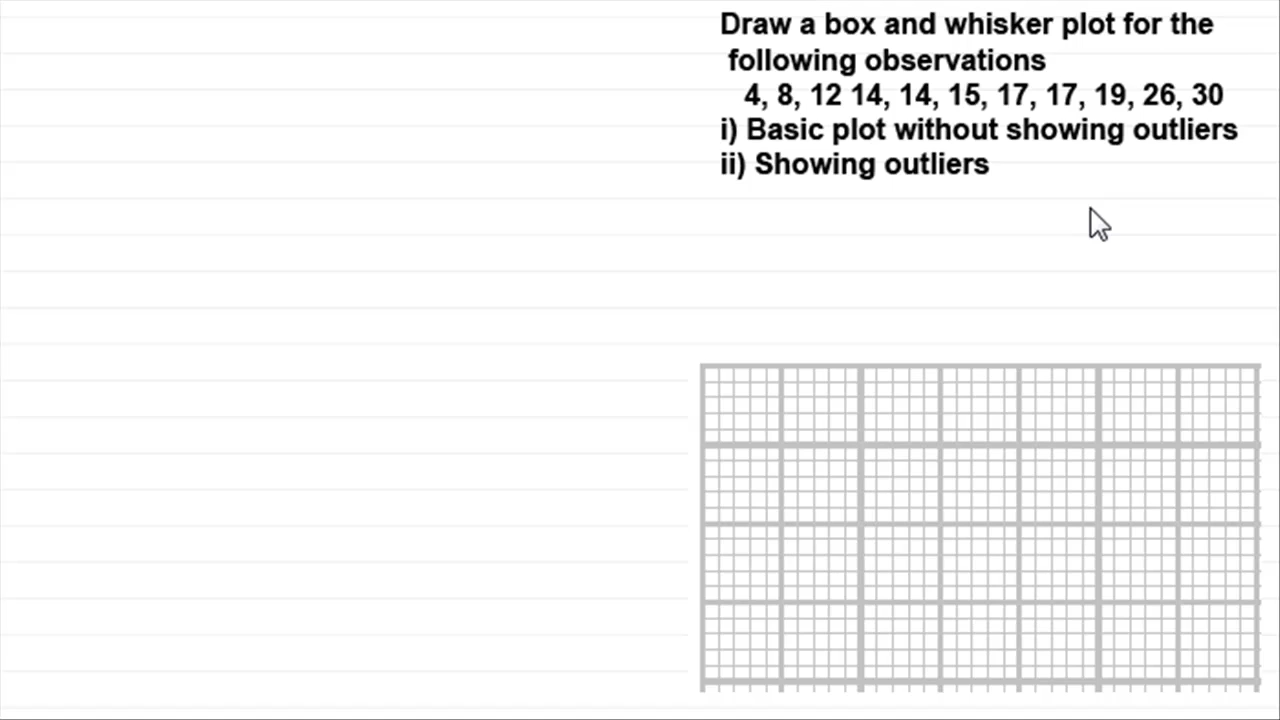 Draw a box and whisker plot for the
following observations
4, 8, 12 14, 14, 15, 17, 17, 19, 26, 30
i) Basic plot without showing outliers
ii) Showing outliers